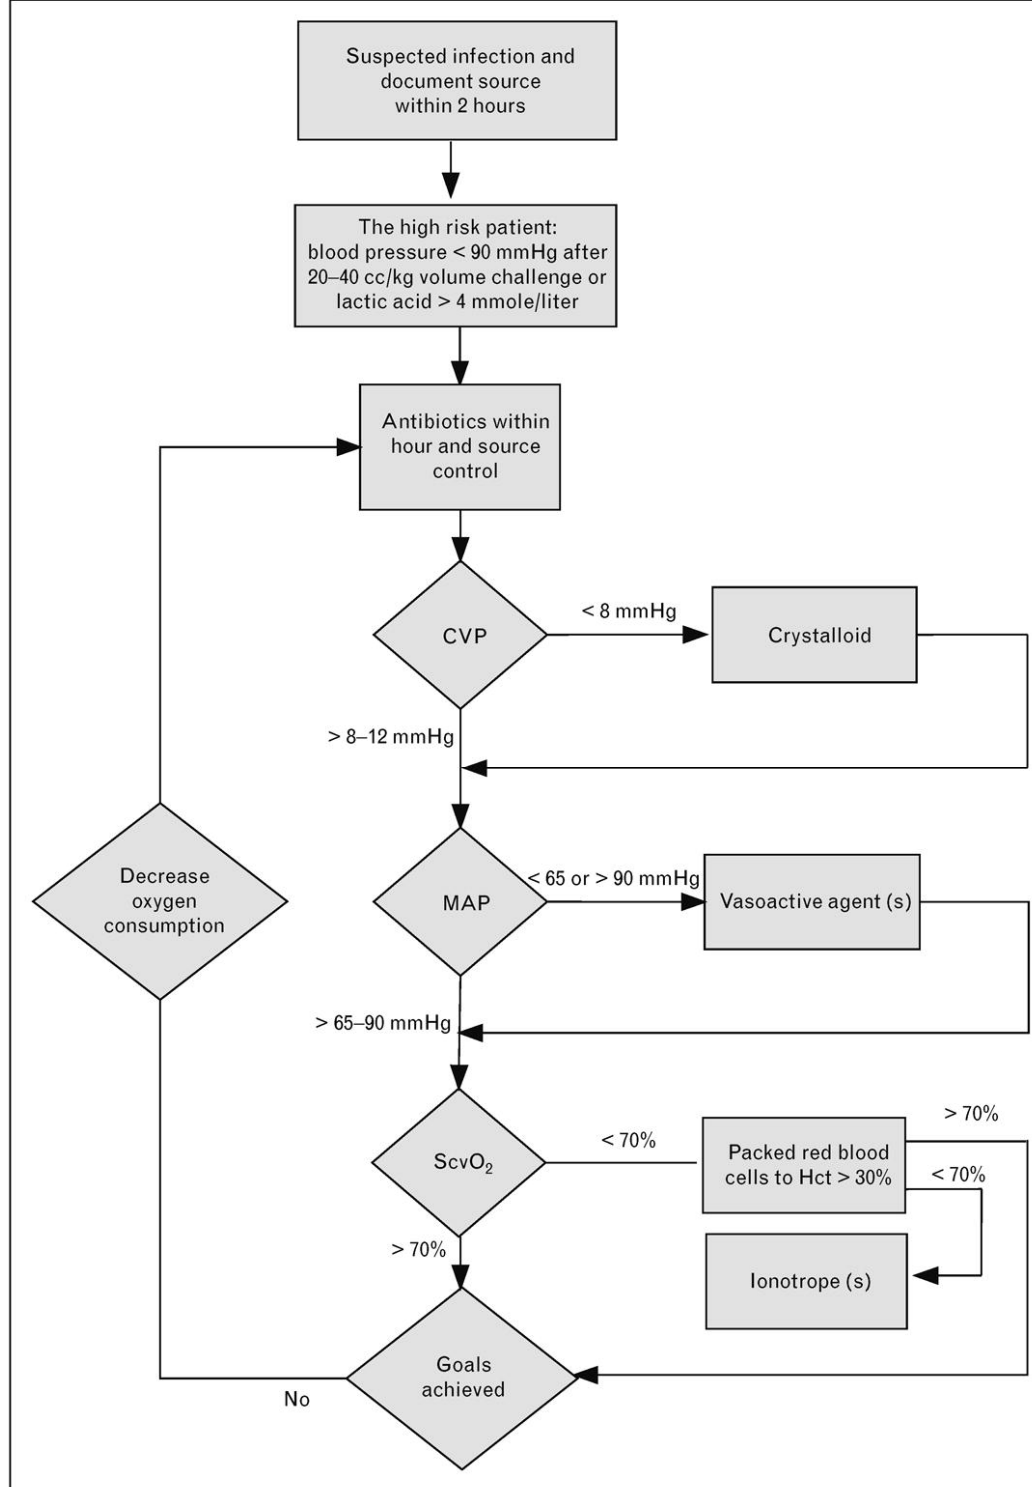 Suspected infection and
document source
within 2 hours
The high risk patient:
blood pressure < 90 mmHg after
20–40 cc/kg volume challenge or
lactic acid > 4 mmole/liter
Antibiotics within
hour and source
control
CVP
< 8 mmHg
Crystalloid
> 8–12 mmHg
Decrease
oxygen
consumption
MAP
< 65 or > 90 mmHg
Vasoactive agent (s)
> 65–90 mmHg
ScvO₂
< 70%
Packed red blood
cells to Hct > 30%
> 70%
< 70%
Ionotrope (s)
> 70%
Goals
achieved
No